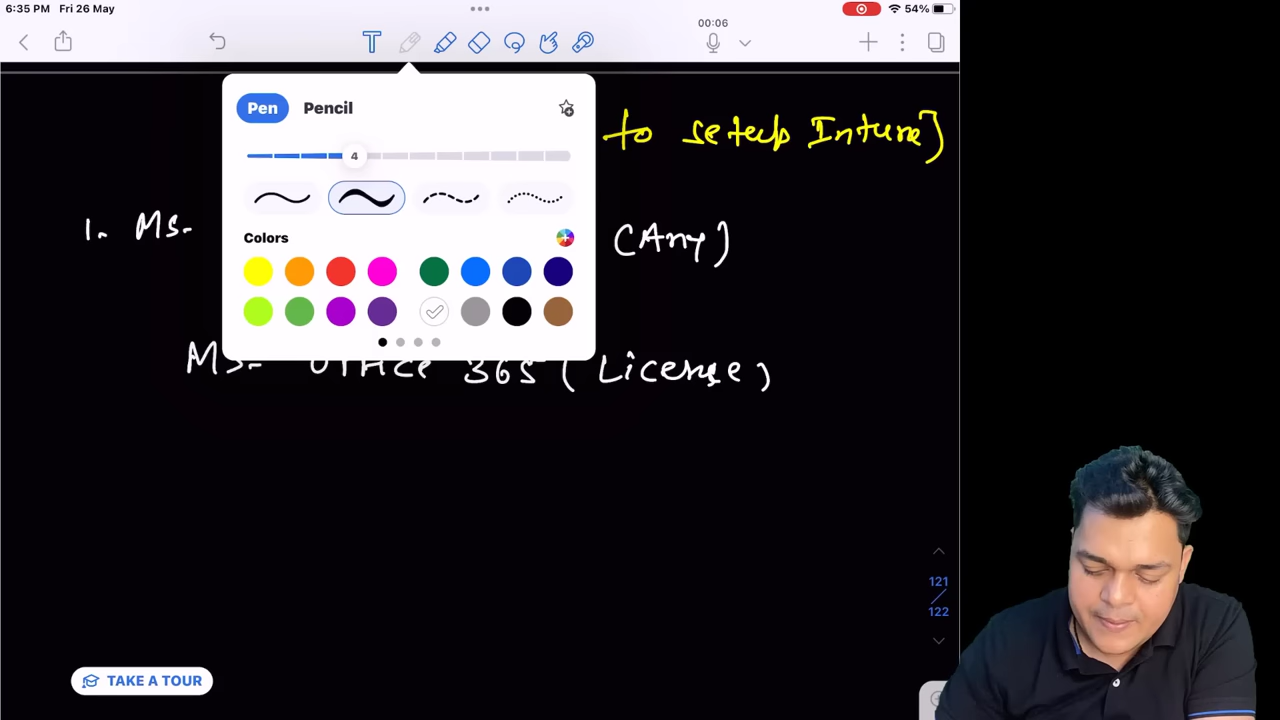 6:35 PM Fri 26 May
54%
00:06
T
Pen Pencil
to setup Intune]
4
1. Ms.
(Any)
Colors
Ms. Office 365 (License)
121
122
TAKE A TOUR